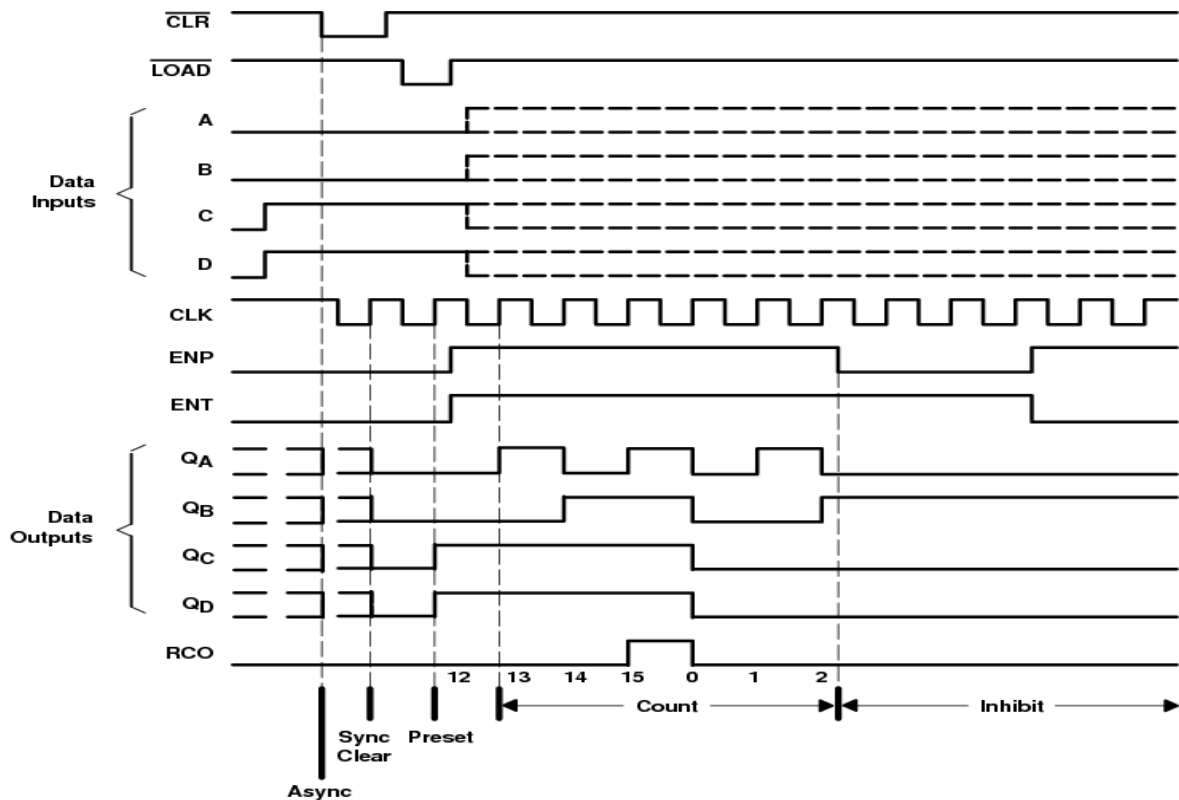 CLR
LOAD
A
B
Data
Inputs
C
D
CLK
ENP
ENT
QA
QB
Data
Outputs
QC
QD
RCO
12 13 14 15 0 1 2
Count Inhibit
Sync
Clear
Preset
Async